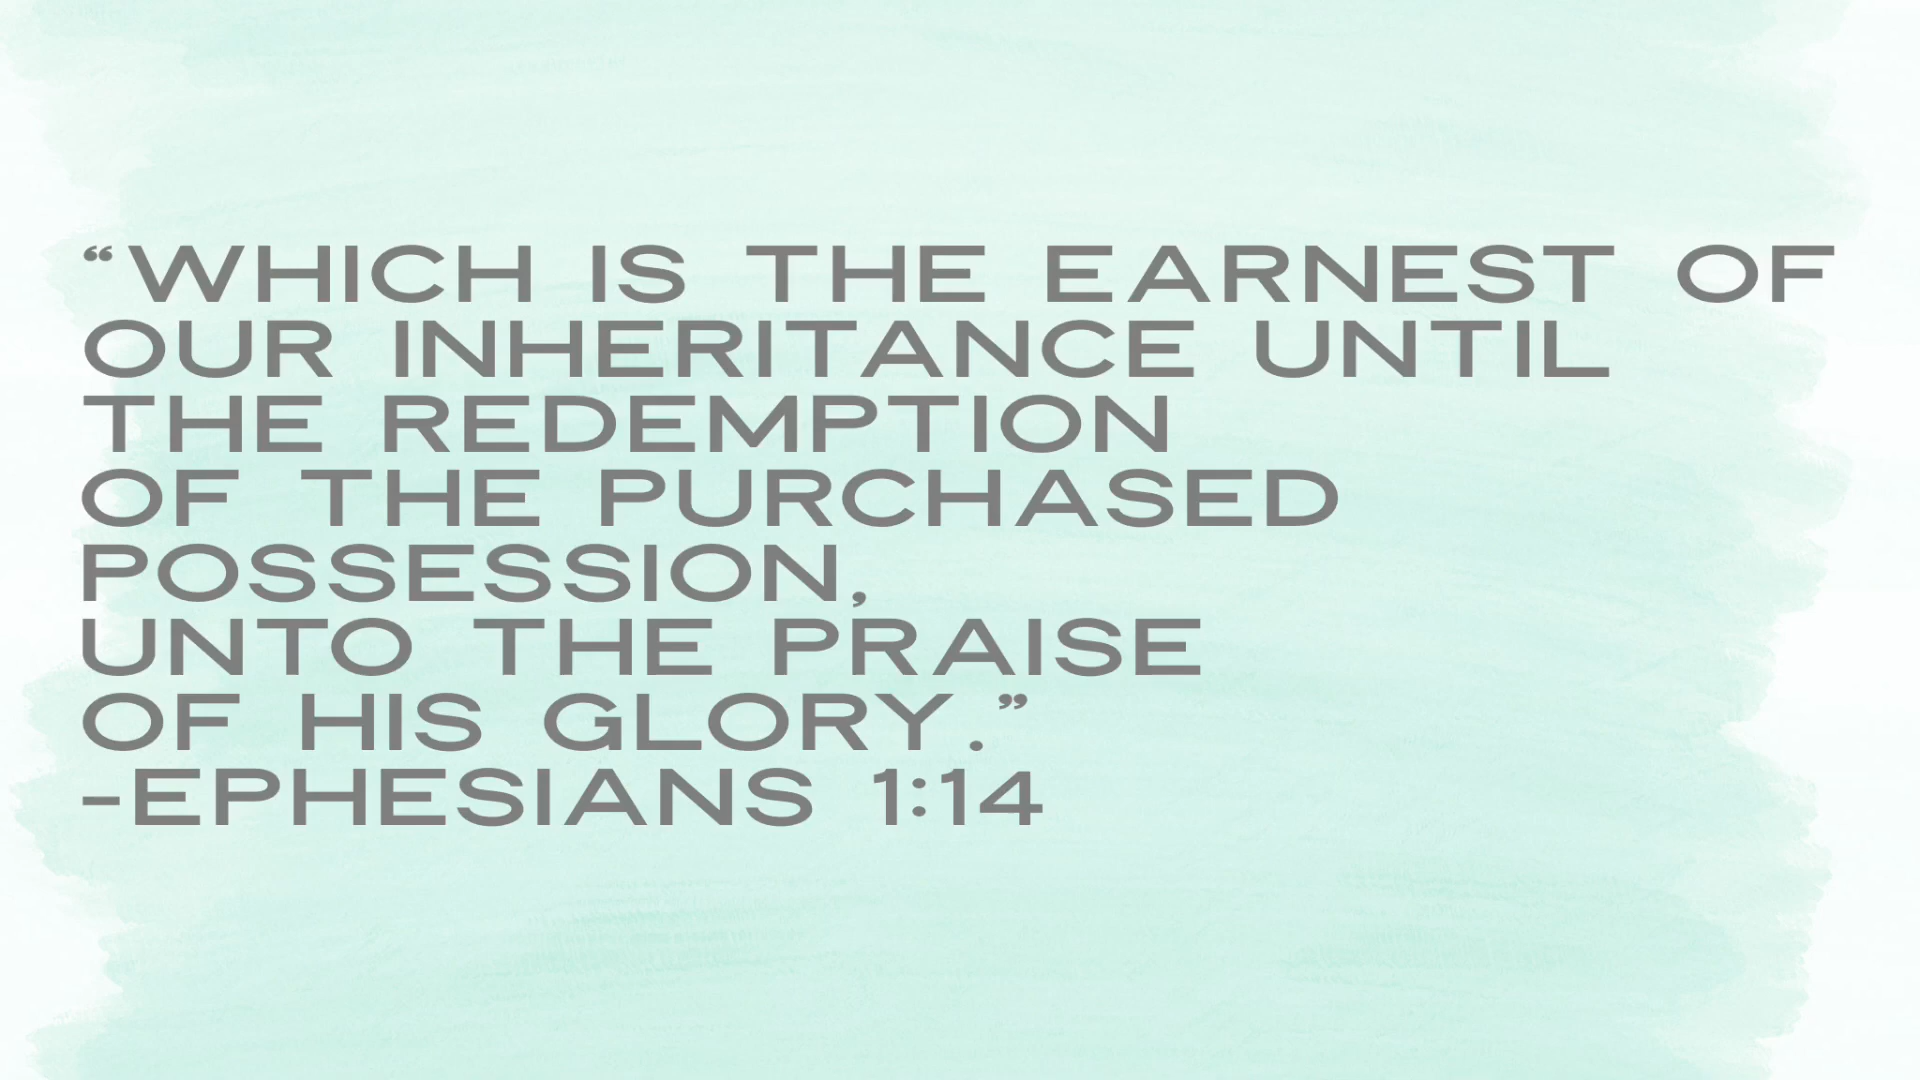 “WHICH IS THE EARNEST OF
OUR INHERITANCE UNTIL
THE REDEMPTION
OF THE PURCHASED
POSSESSION,
UNTO THE PRAISE
OF HIS GLORY.”
-EPHESIANS 1:14